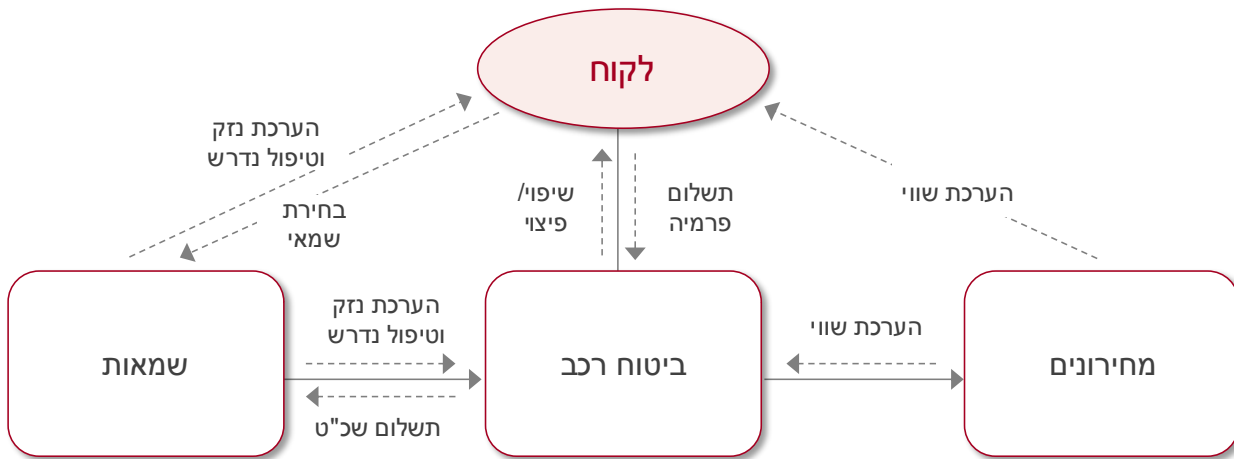 לקוח
הערכת נזק
וטיפול נדרש
בחירת
שמאי
שיפוי/
פיצוי
תשלום
פרמיה
הערכת שווי
שמאות
הערכת נזק
וטיפול נדרש
תשלום שכ"ט
ביטוח רכב
הערכת שווי
מחירונים